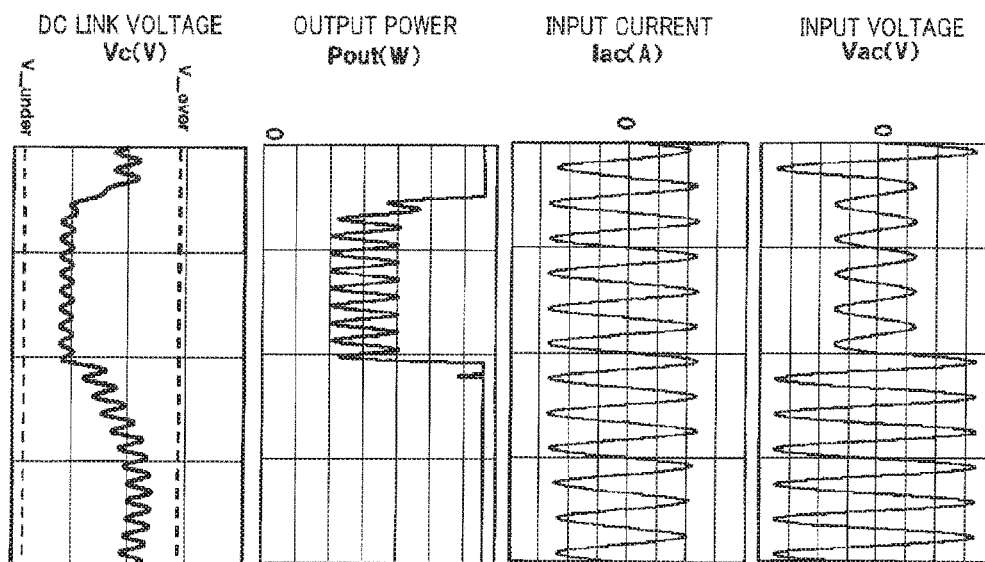 DC LINK VOLTAGE
Vc(V)
OUTPUT POWER
Pout(W)
INPUT CURRENT
Iac(A)
INPUT VOLTAGE
Vac(V)
V_under
V_over
0
0
0